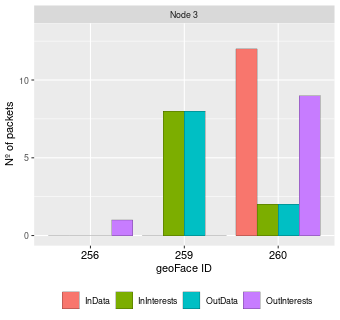 Node 3
Nº of packets
10
5
0
256 259 260
geoFace ID
InData InInterests OutData OutInterests